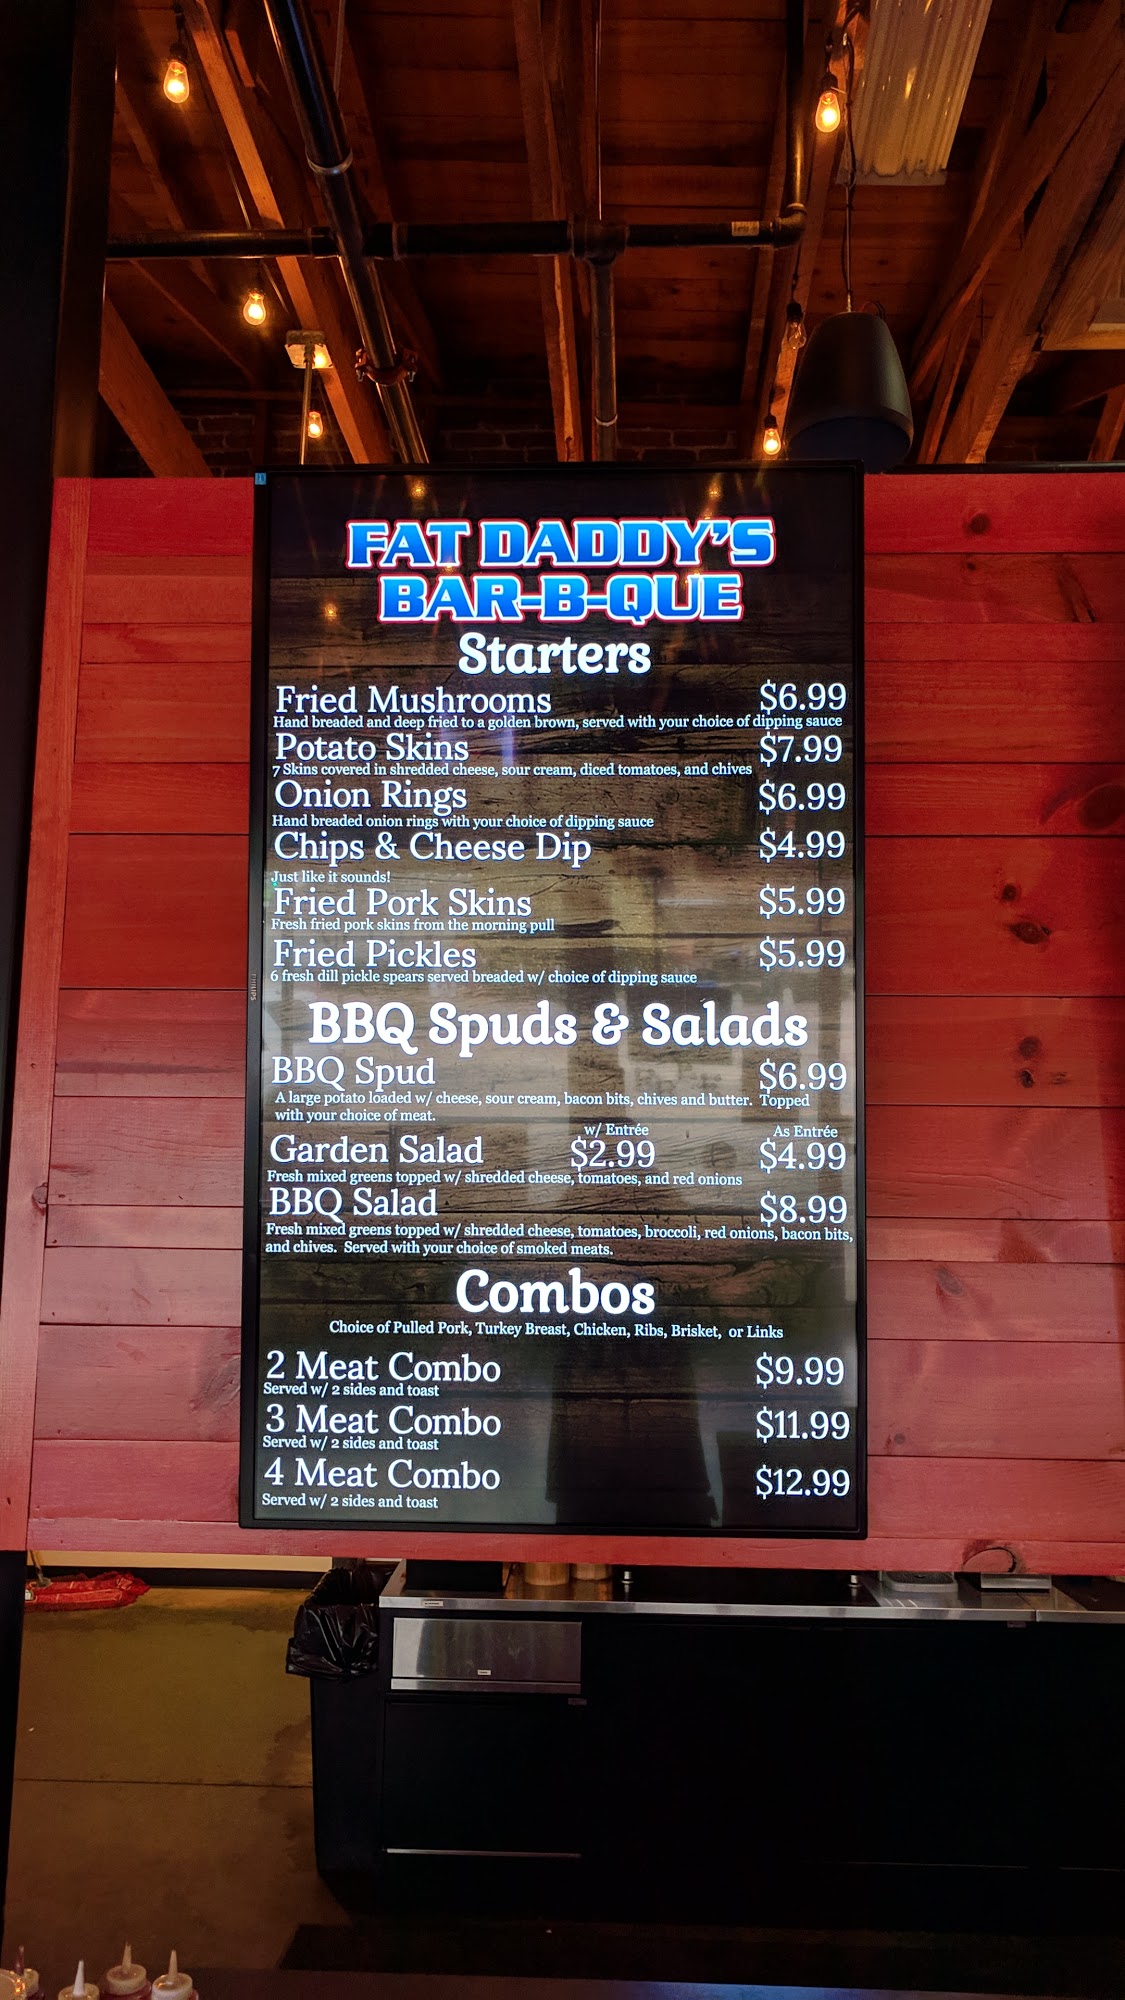 FAT DADDY'S
BAR-B-QUE
Starters
Fried Mushrooms $6.99
Hand breaded and deep fried to a golden brown, served with your choice of dipping sauce
Potato Skins $7.99
7 Skins covered in shredded cheese, sour cream, diced tomatoes, and chives
Onion Rings $6.99
Hand breaded onion rings with your choice of dipping sauce
Chips & Cheese Dip $4.99
Just like it sounds!
Fried Pork Skins $5.99
Fresh fried pork skins from the morning pull
Fried Pickles $5.99
6 fresh dill pickle spears served breaded w/ choice of dipping sauce
BBQ Spuds & Salads
BBQ Spud $6.99
A large potato loaded w/ cheese, sour cream, bacon bits, chives and butter. Topped
with your choice of meat.
w/ Entrée As Entrée
Garden Salad $2.99 $4.99
Fresh mixed greens topped w/ shredded cheese, tomatoes, and red onions
BBQ Salad $8.99
Fresh mixed greens topped w/ shredded cheese, tomatoes, broccoli, red onions, bacon bits,
and chives. Served with your choice of smoked meats.
Combos
Choice of Pulled Pork, Turkey Breast, Chicken, Ribs, Brisket, or Links
2 Meat Combo $9.99
Served w/ 2 sides and toast
3 Meat Combo $11.99
Served w/ 2 sides and toast
4 Meat Combo $12.99
Served w/ 2 sides and toast
PHILIPS